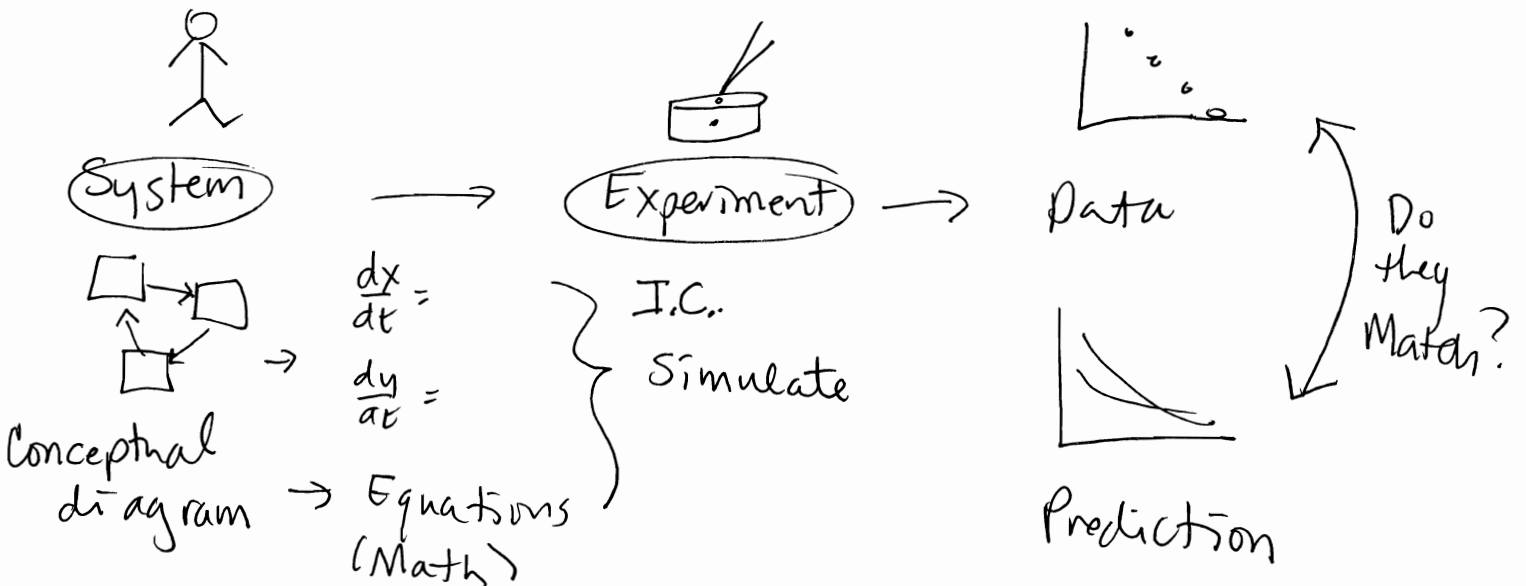 System
Experiment
Data
Do
they
Match?
dx/dt =
dy/dt =
I.C.
Simulate
Conceptual
diagram
Equations
(Math)
Prediction